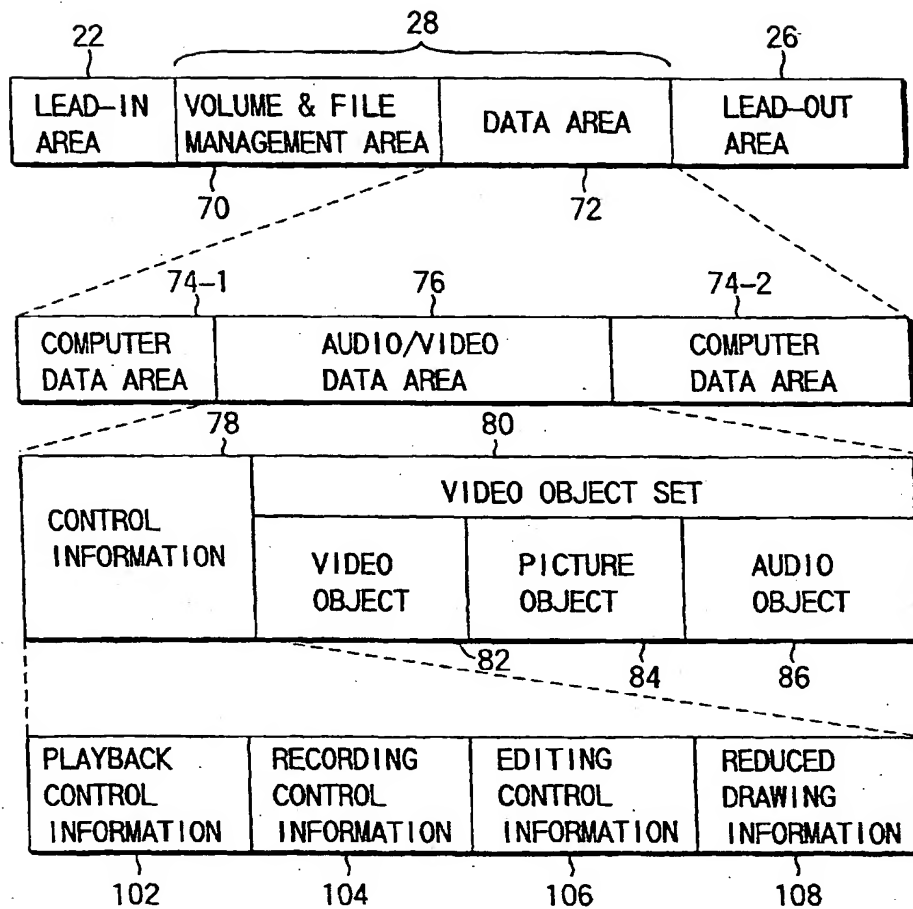 22
28
26
LEAD-IN
AREA
VOLUME & FILE
MANAGEMENT AREA
DATA AREA
LEAD-OUT
AREA
70
72
74-1
76
74-2
COMPUTER
DATA AREA
AUDIO/VIDEO
DATA AREA
COMPUTER
DATA AREA
78
80
CONTROL
INFORMATION
VIDEO OBJECT SET
VIDEO
OBJECT
PICTURE
OBJECT
AUDIO
OBJECT
82
84
86
PLAYBACK
CONTROL
INFORMATION
RECORDING
CONTROL
INFORMATION
EDITING
CONTROL
INFORMATION
REDUCED
DRAWING
INFORMATION
102
104
106
108